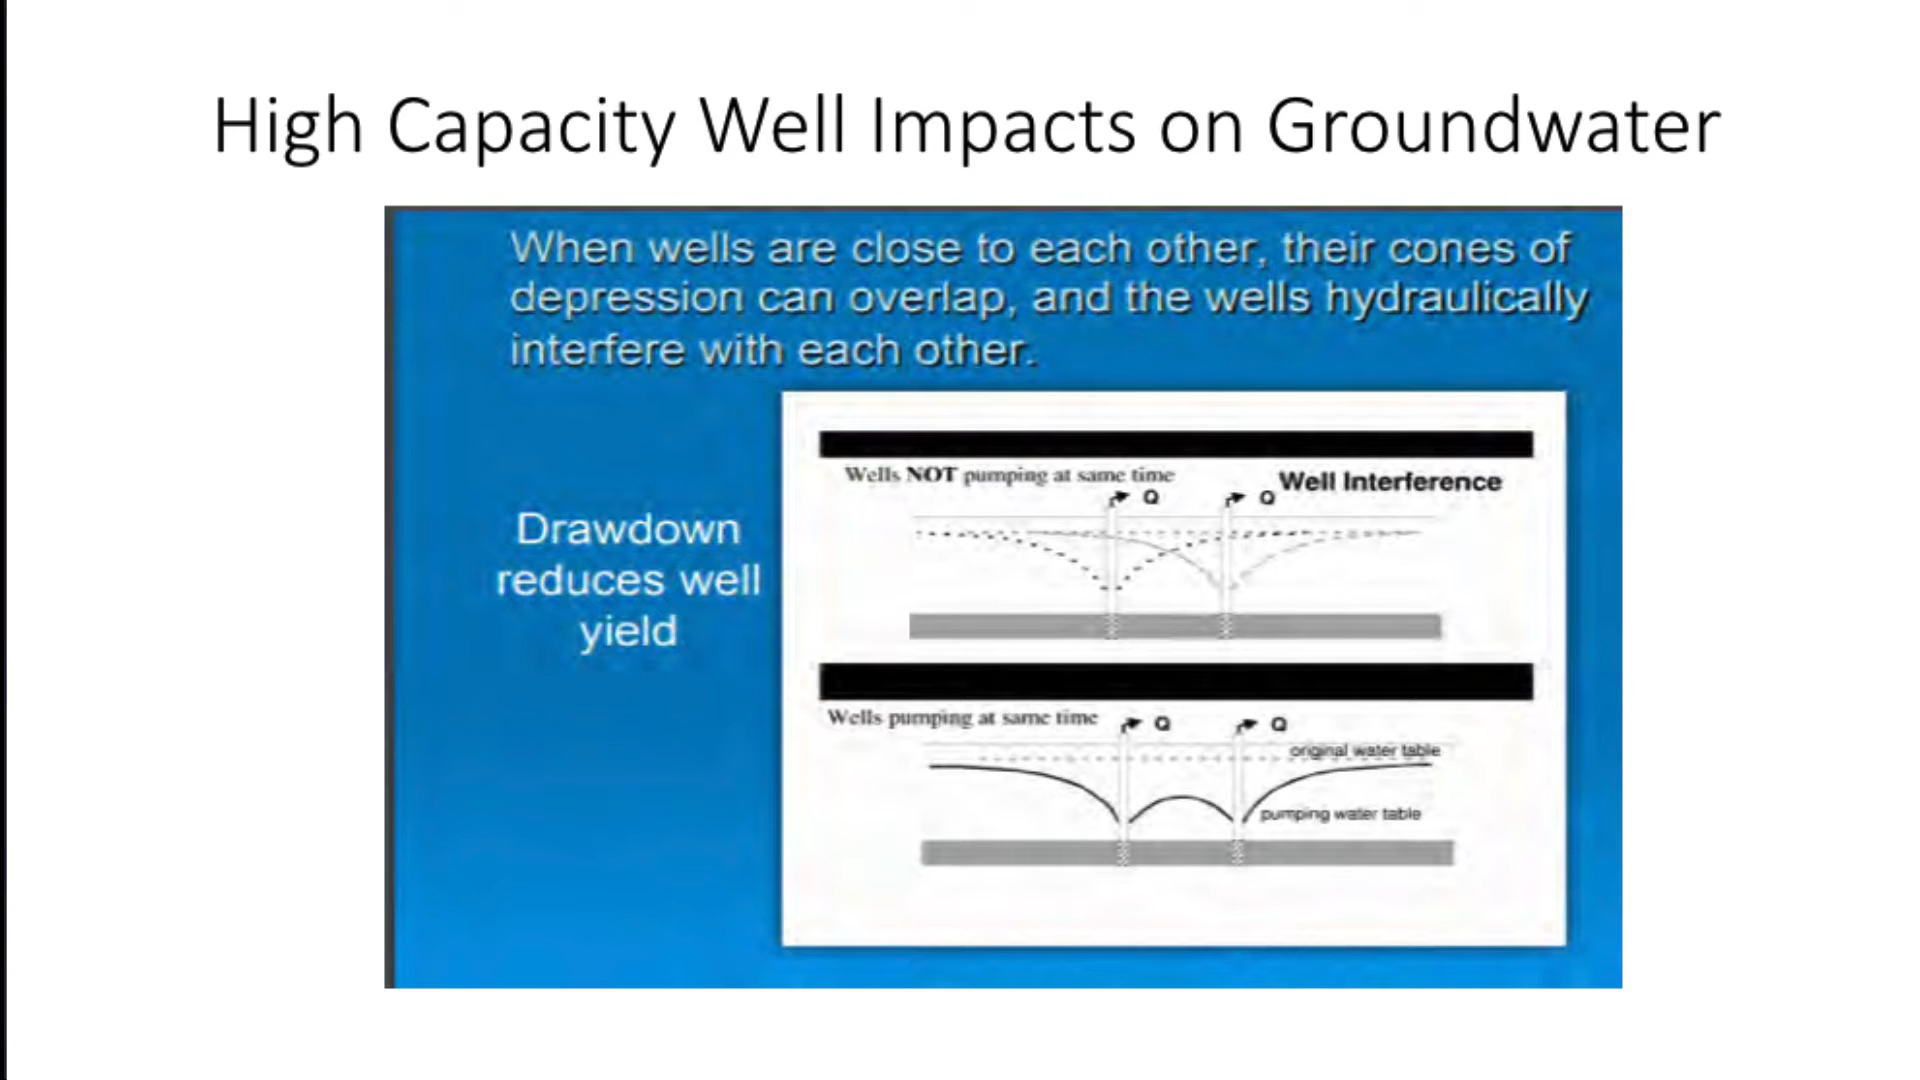 High Capacity Well Impacts on Groundwater
When wells are close to each other, their cones of
depression can overlap, and the wells hydraulically
interfere with each other.
Drawdown
reduces well
yield
Wells NOT pumping at same time
Well Interference
Q
Q
Wells pumping at same time
Q
Q
original water table
pumping water table